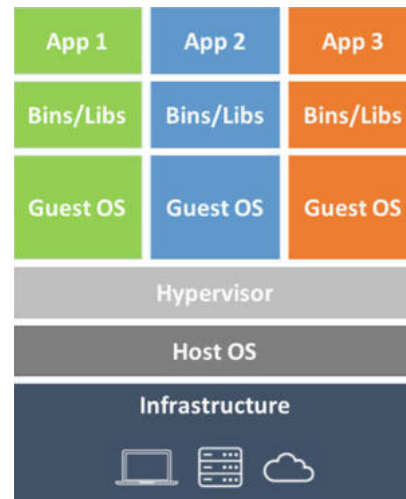 App 1
App 2
App 3
Bins/Libs
Bins/Libs
Bins/Libs
Guest OS
Guest OS
Guest OS
Hypervisor
Host OS
Infrastructure